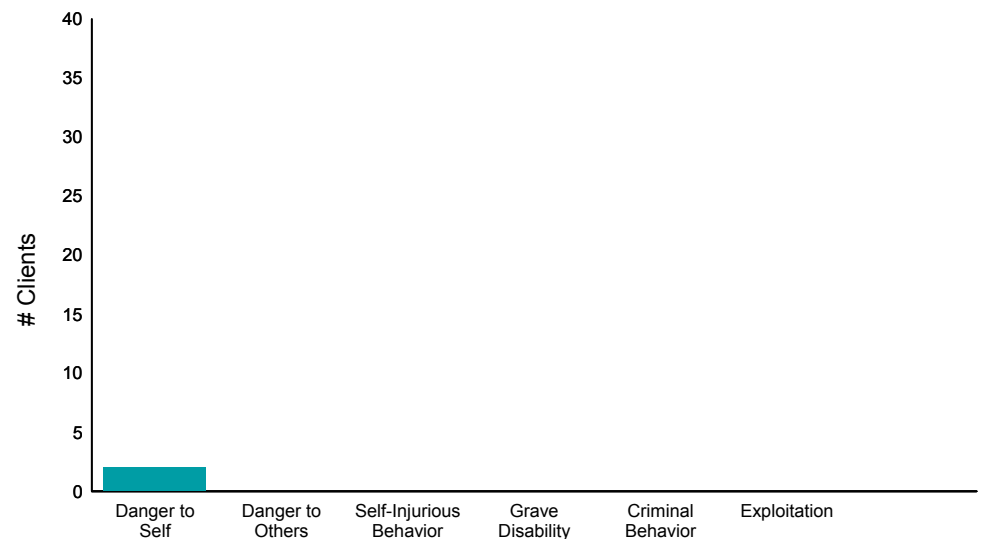 40
35
30
25
20
15
10
5
0
# Clients
Danger to
Self
Danger to
Others
Self-Injurious
Behavior
Grave
Disability
Criminal
Behavior
Exploitation